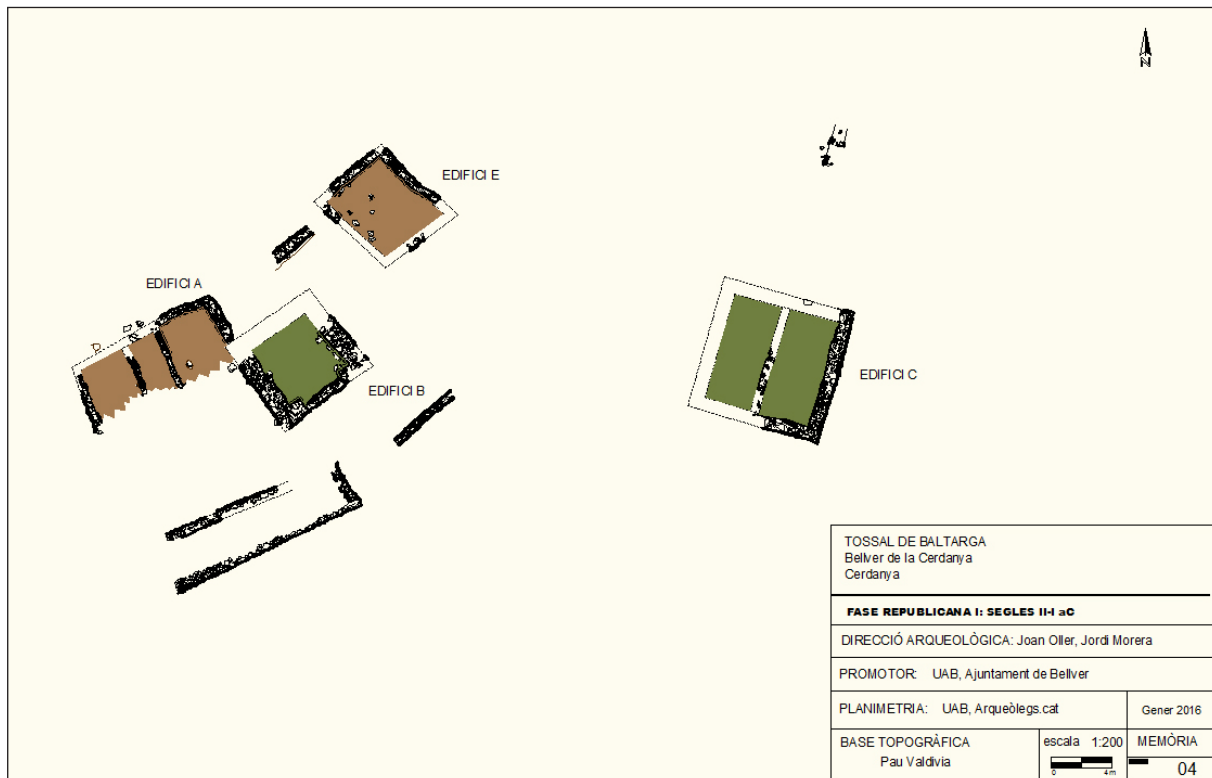 N
EDIFICI E
EDIFICI A
EDIFICI C
EDIFICI B
TOSSAL DE BALTARGA
Bellver de la Cerdanya
Cerdanya
FASE REPUBLICANA I: SEGLES II-I aC
DIRECCIÓ ARQUEOLÒGICA: Joan Oller, Jordi Morera
PROMOTOR: UAB, Ajuntament de Bellver
PLANIMETRIA: UAB, Arqueòlegs.cat
Gener 2016
BASE TOPOGRÀFICA
Pau Valdivia
escala 1:200
0 4m
MEMÒRIA
04